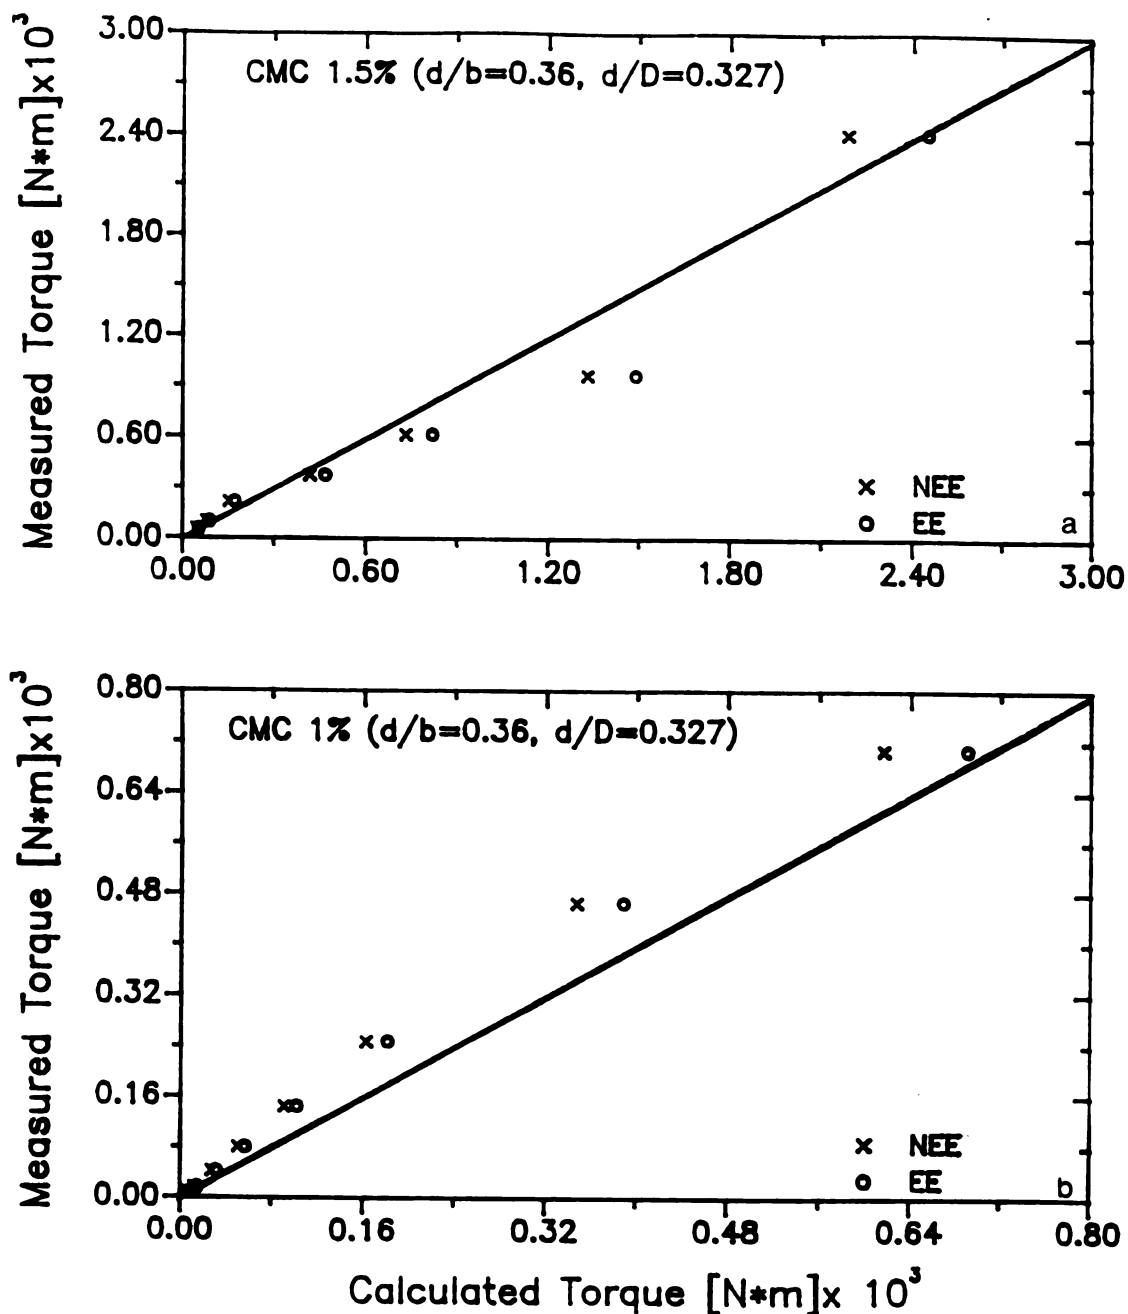 Measured Torque [N*m]x10³
3.00
2.40
1.80
1.20
0.60
0.00
CMC 1.5% (d/b=0.36, d/D=0.327)
× NEE
o EE
a
0.00 0.60 1.20 1.80 2.40 3.00
Measured Torque [N*m]x10³
0.80
0.64
0.48
0.32
0.16
0.00
CMC 1% (d/b=0.36, d/D=0.327)
× NEE
o EE
b
0.00 0.16 0.32 0.48 0.64 0.80
Calculated Torque [N*m]x 10³